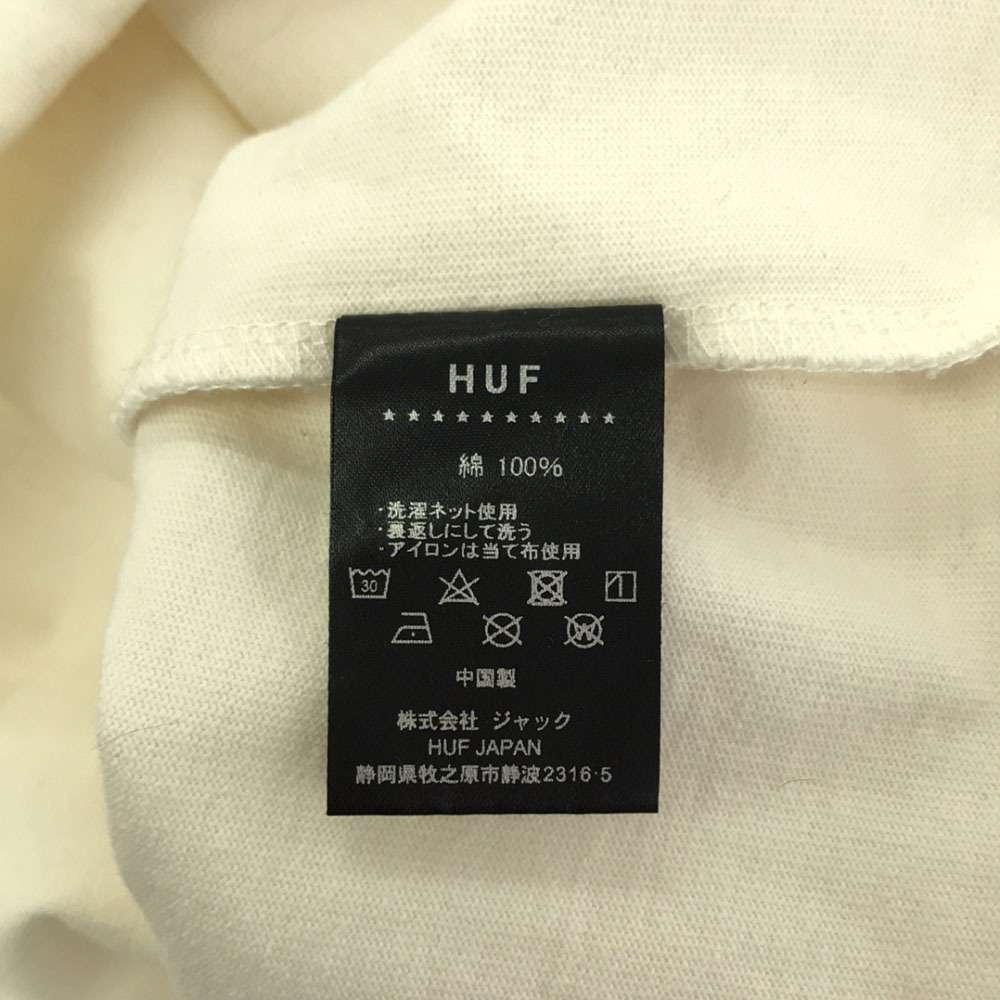 HUF
★★★★★★★★★★
綿 100%
・洗濯ネット使用
・裏返しにして洗う
・アイロンは当て布使用
30
W
中国製
株式会社 ジャック
HUF JAPAN
静岡県牧之原市静波2316-5